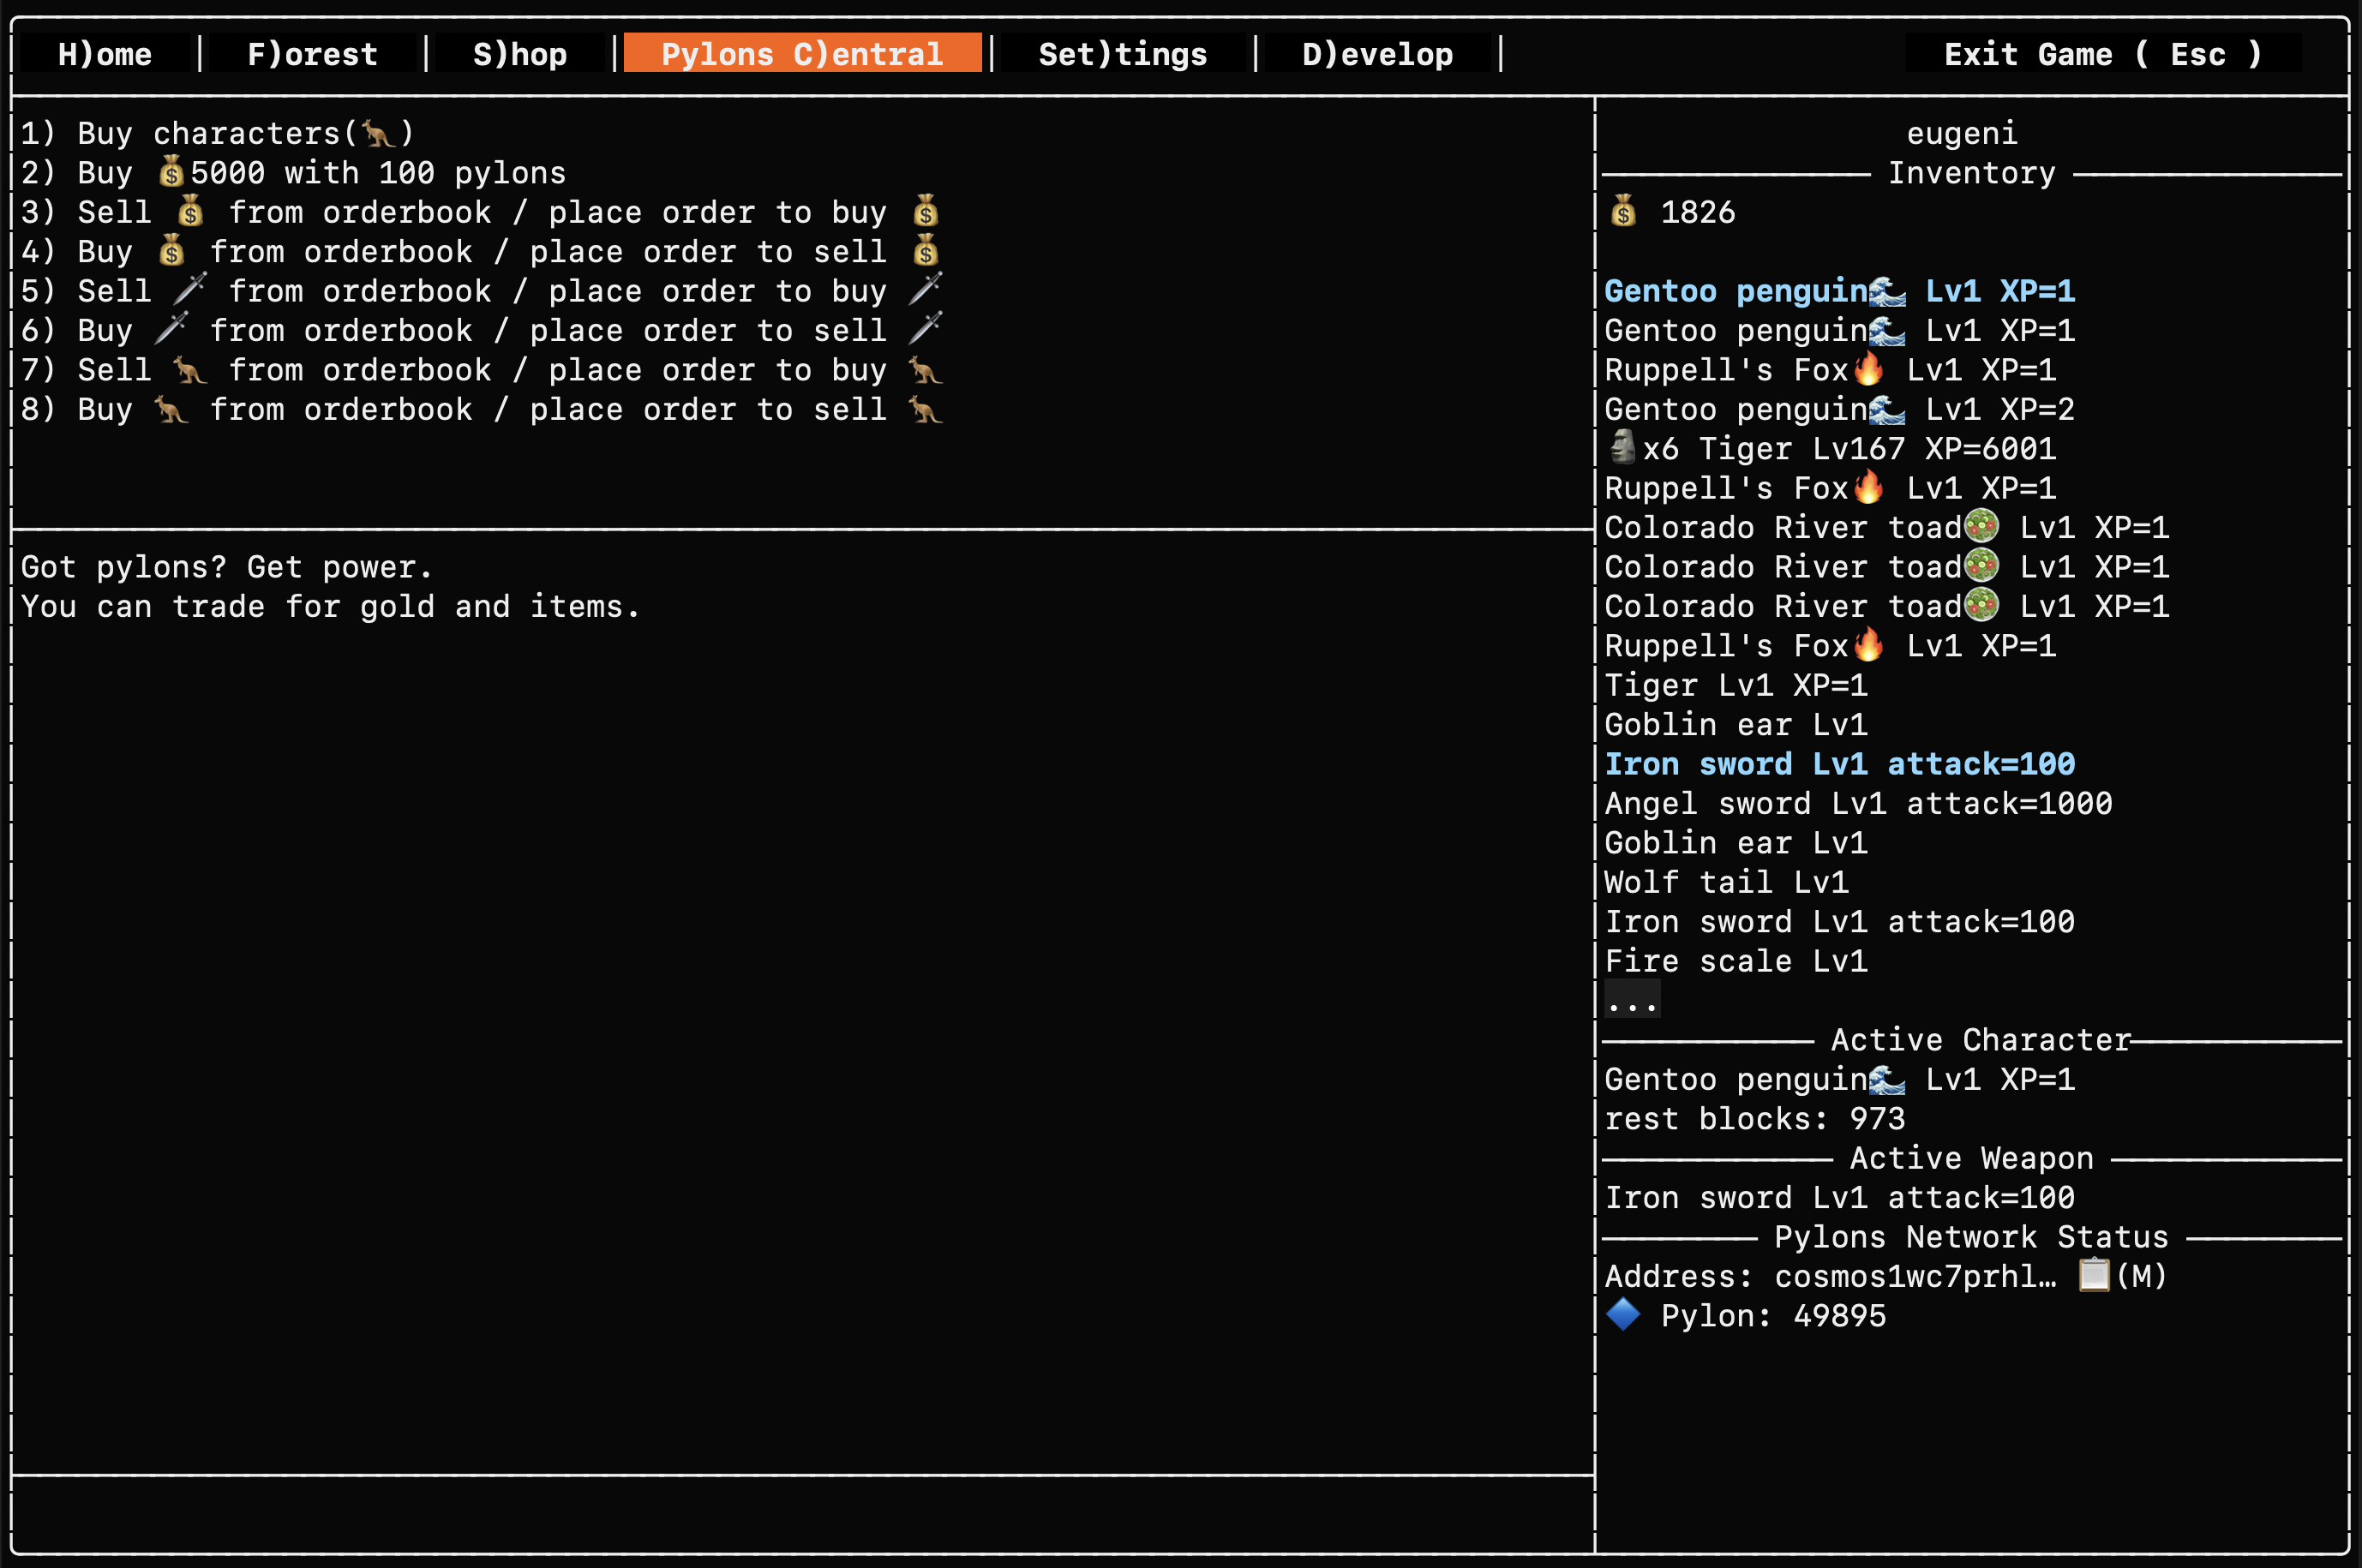 H)ome │ F)orest │ S)hop │ Pylons C)entral │ Set)tings │ D)evelop │ Exit Game ( Esc )
1) Buy characters(🦘)
2) Buy 💰5000 with 100 pylons
3) Sell 💰 from orderbook / place order to buy 💰
4) Buy 💰 from orderbook / place order to sell 💰
5) Sell 🗡️ from orderbook / place order to buy 🗡️
6) Buy 🗡️ from orderbook / place order to sell 🗡️
7) Sell 🦘 from orderbook / place order to buy 🦘
8) Buy 🦘 from orderbook / place order to sell 🦘
Got pylons? Get power.
You can trade for gold and items.
eugeni
Inventory
💰 1826
Gentoo penguin🌊 Lv1 XP=1
Gentoo penguin🌊 Lv1 XP=1
Ruppell's Fox🔥 Lv1 XP=1
Gentoo penguin🌊 Lv1 XP=2
🗿x6 Tiger Lv167 XP=6001
Ruppell's Fox🔥 Lv1 XP=1
Colorado River toad🥗 Lv1 XP=1
Colorado River toad🥗 Lv1 XP=1
Colorado River toad🥗 Lv1 XP=1
Ruppell's Fox🔥 Lv1 XP=1
Tiger Lv1 XP=1
Goblin ear Lv1
Iron sword Lv1 attack=100
Angel sword Lv1 attack=1000
Goblin ear Lv1
Wolf tail Lv1
Iron sword Lv1 attack=100
Fire scale Lv1
...
Active Character
Gentoo penguin🌊 Lv1 XP=1
rest blocks: 973
Active Weapon
Iron sword Lv1 attack=100
Pylons Network Status
Address: cosmos1wc7prhl… 📋(M)
🔷 Pylon: 49895